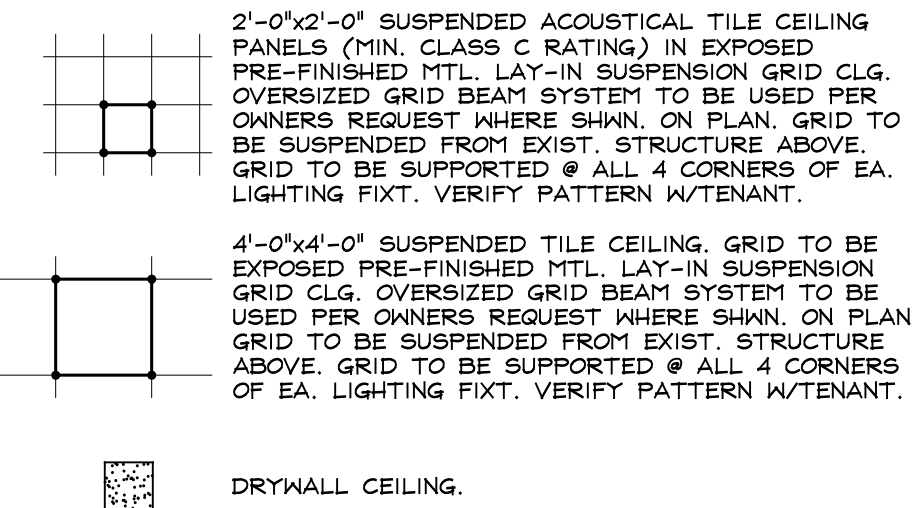 2'-0"x2'-0" SUSPENDED ACOUSTICAL TILE CEILING
PANELS (MIN. CLASS C RATING) IN EXPOSED
PRE-FINISHED MTL. LAY-IN SUSPENSION GRID CLG.
OVERSIZED GRID BEAM SYSTEM TO BE USED PER
OWNERS REQUEST WHERE SHWN. ON PLAN. GRID TO
BE SUSPENDED FROM EXIST. STRUCTURE ABOVE.
GRID TO BE SUPPORTED @ ALL 4 CORNERS OF EA.
LIGHTING FIXT. VERIFY PATTERN W/TENANT.
4'-0"x4'-0" SUSPENDED TILE CEILING. GRID TO BE
EXPOSED PRE-FINISHED MTL. LAY-IN SUSPENSION
GRID CLG. OVERSIZED GRID BEAM SYSTEM TO BE
USED PER OWNERS REQUEST WHERE SHWN. ON PLAN
GRID TO BE SUSPENDED FROM EXIST. STRUCTURE
ABOVE. GRID TO BE SUPPORTED @ ALL 4 CORNERS
OF EA. LIGHTING FIXT. VERIFY PATTERN W/TENANT.
DRYWALL CEILING.